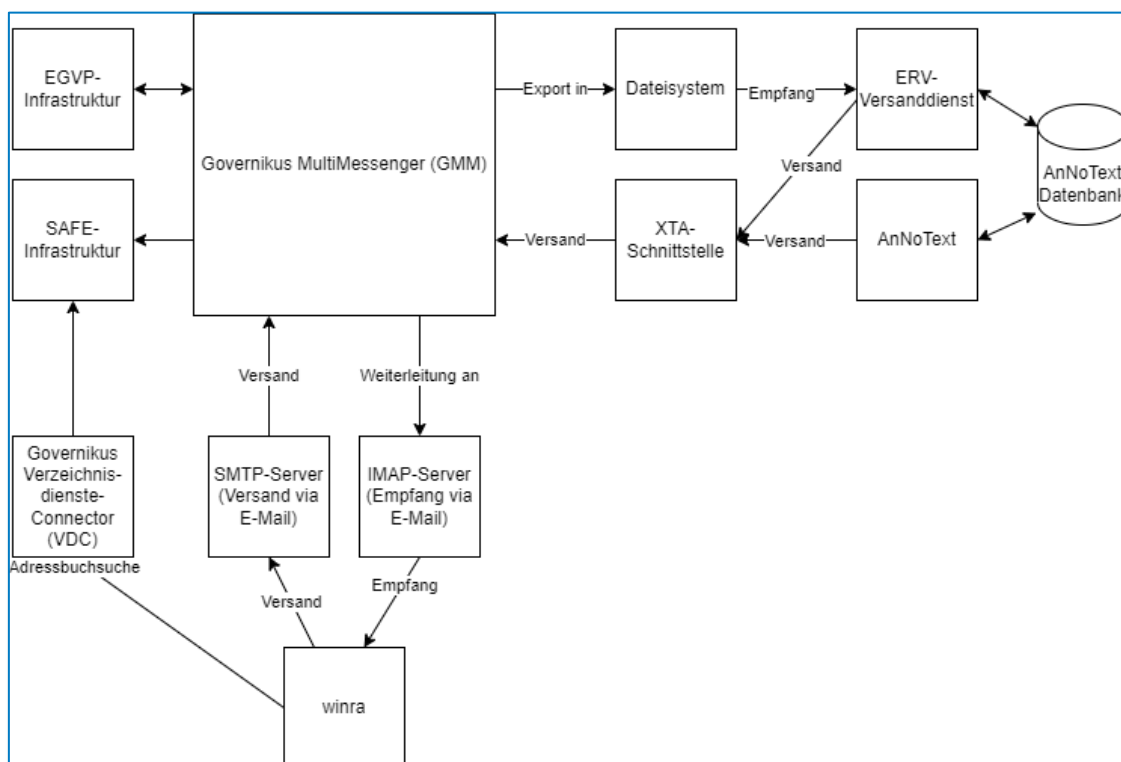 EGVP-
Infrastruktur
Governikus MultiMessenger (GMM)
Export in
Dateisystem
Empfang
ERV-
Versanddienst
Versand
AnNoText
Datenbank
SAFE-
Infrastruktur
Versand
XTA-
Schnittstelle
Versand
AnNoText
Versand
Weiterleitung an
Governikus
Verzeichnis-
dienste-
Connector
(VDC)
SMTP-Server
(Versand via
E-Mail)
IMAP-Server
(Empfang via
E-Mail)
Adressbuchsuche
Versand
Empfang
winra